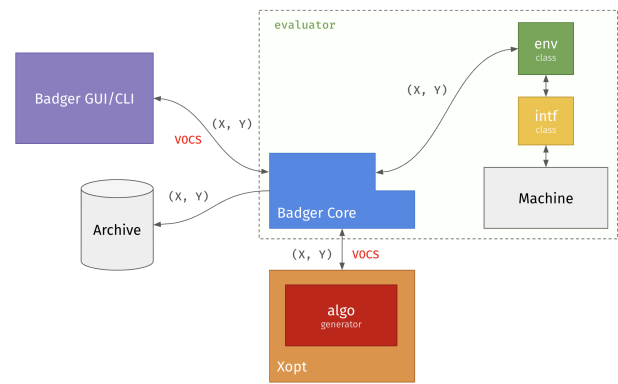 evaluator
env
class
(X, Y)
Badger GUI/CLI
(X, Y)
VOCS
intf
class
Machine
(X, Y)
Archive
Badger Core
(X, Y)
VOCS
algo
generator
Xopt